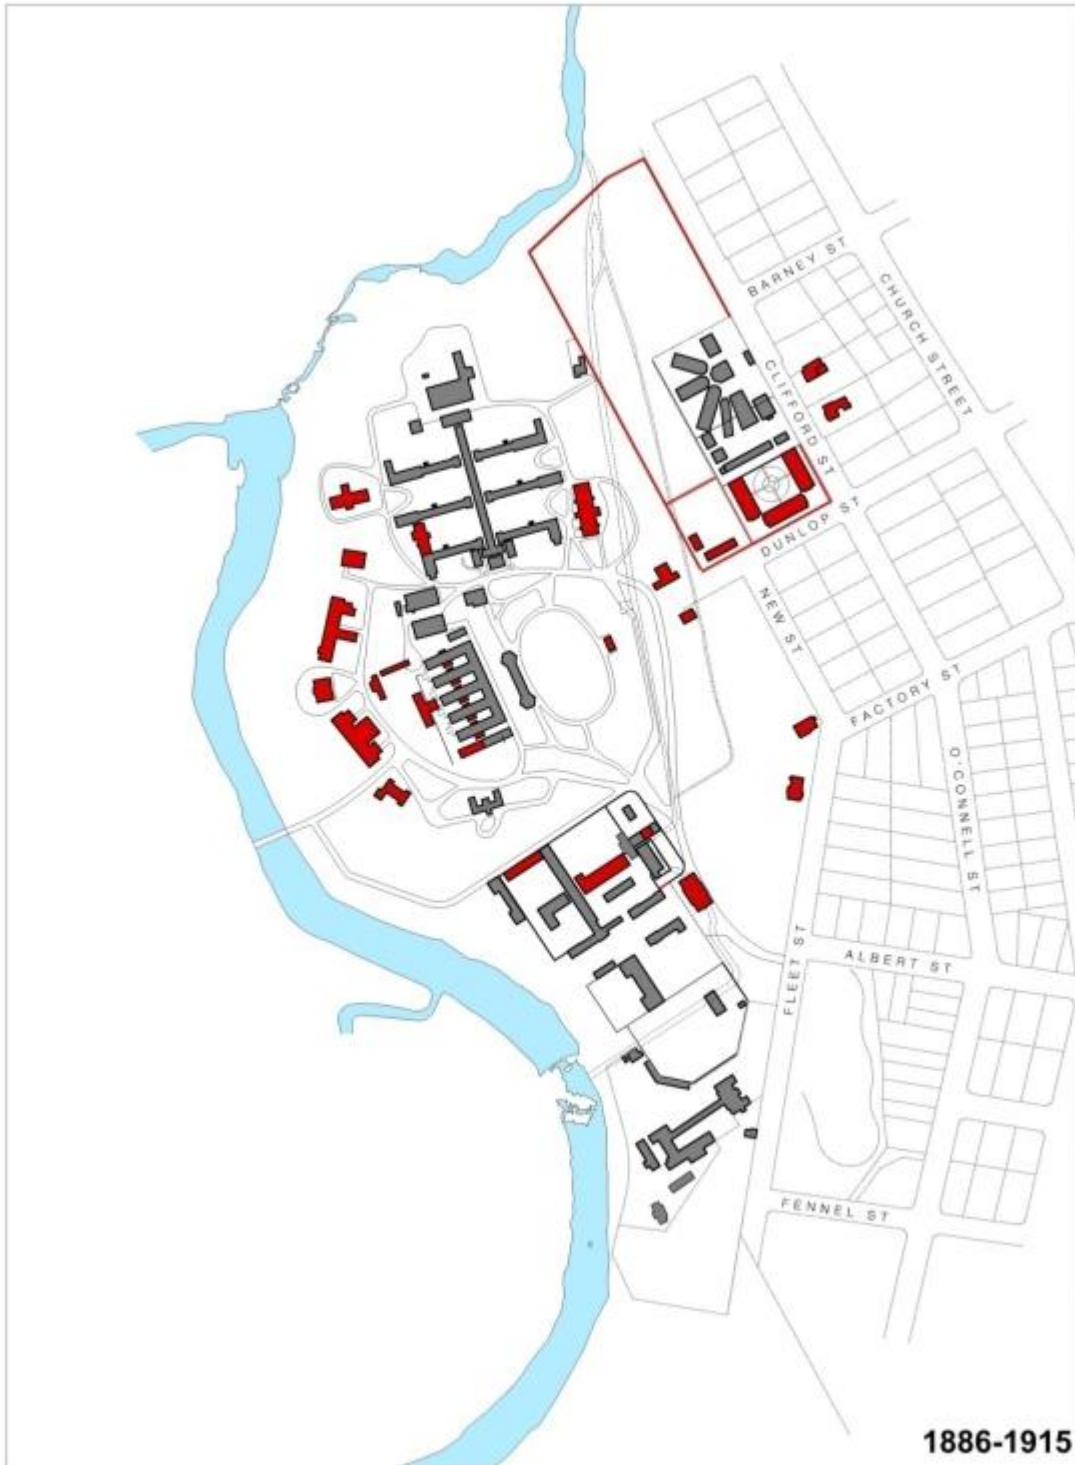 BARNEY ST
CHURCH STREET
CLIFFORD ST
DUNLOP ST
NEW ST
FACTORY ST
O'CONNELL ST
FLEET ST
ALBERT ST
FENNEL ST
1886-1915